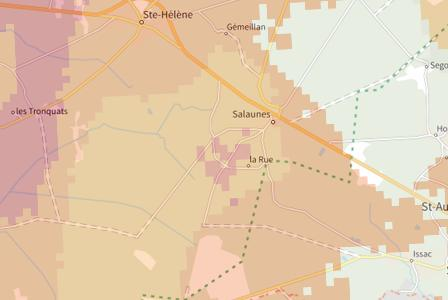 Ste-Hélène
Gémeillan
Sego
les Tronquats
Salaunes
Ho
la Rue
St-Au
Issac